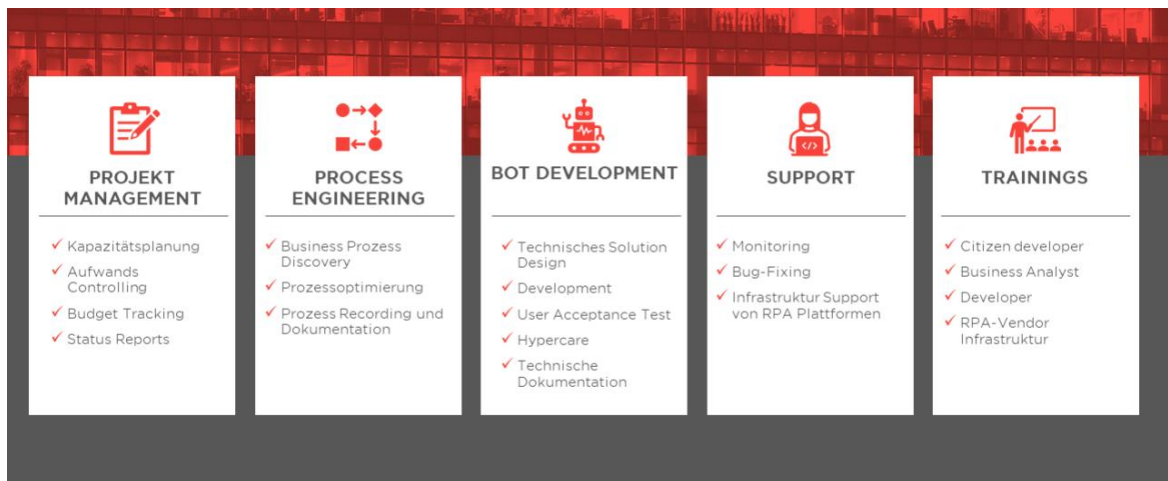 PROJEKT
MANAGEMENT
Kapazitätsplanung
Aufwands
Controlling
Budget Tracking
Status Reports
PROCESS
ENGINEERING
Business Prozess
Discovery
Prozessoptimierung
Prozess Recording und
Dokumentation
BOT DEVELOPMENT
Technisches Solution
Design
Development
User Acceptance Test
Hypercare
Technische
Dokumentation
SUPPORT
Monitoring
Bug-Fixing
Infrastruktur Support
von RPA Plattformen
TRAININGS
Citizen developer
Business Analyst
Developer
RPA-Vendor
Infrastruktur